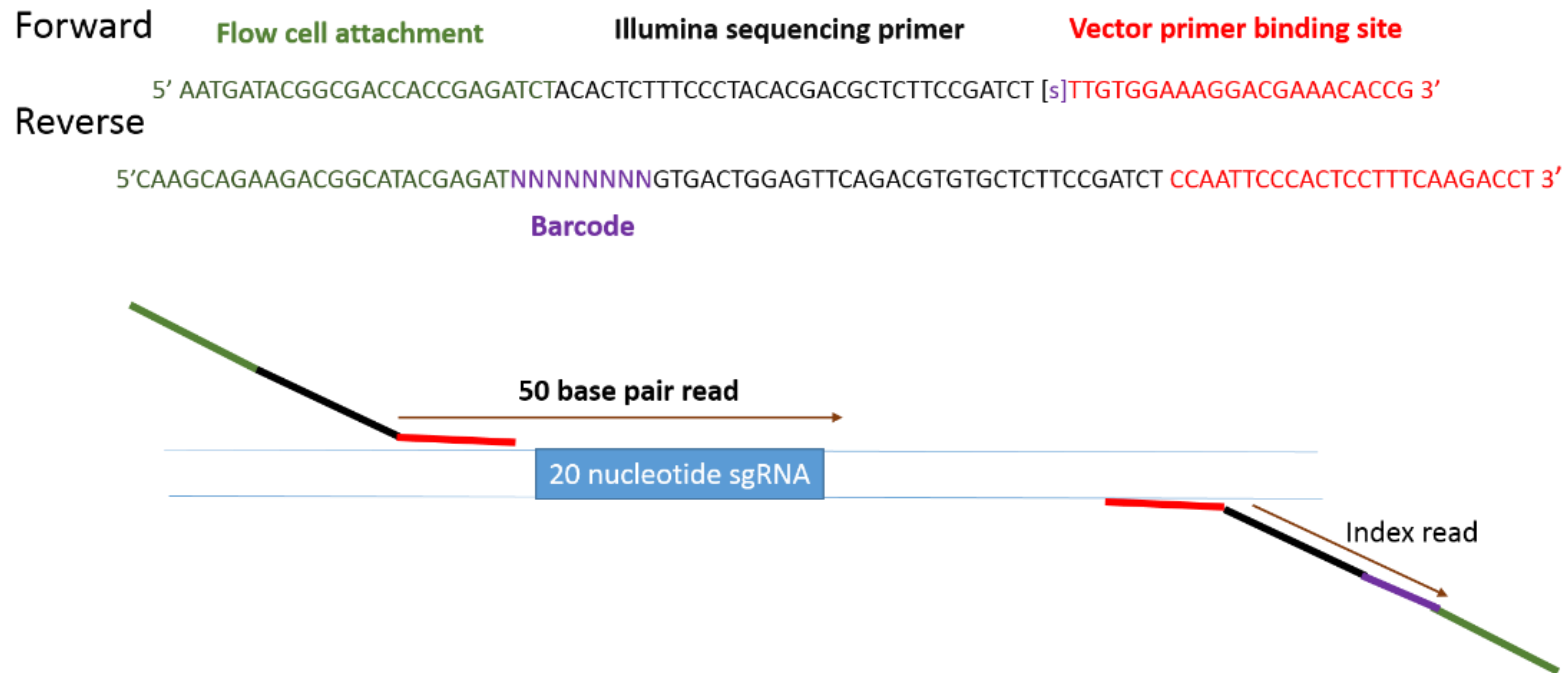 Forward Flow cell attachment Illumina sequencing primer Vector primer binding site
5’ AATGATACGGCGACCACCGAGATCTACACTCTTTCCCTACACGACGCTCTTCCGATCT [s]TTGTGGAAAGGACGAAACACCG 3’
Reverse
5’CAAGCAGAAGACGGCATACGAGATNNNNNNNNGTGACTGGAGTTCAGACGTGTGCTCTTCCGATCT CCAATTCCCACTCCTTTCAAGACCT 3’
Barcode
50 base pair read
20 nucleotide sgRNA
Index read